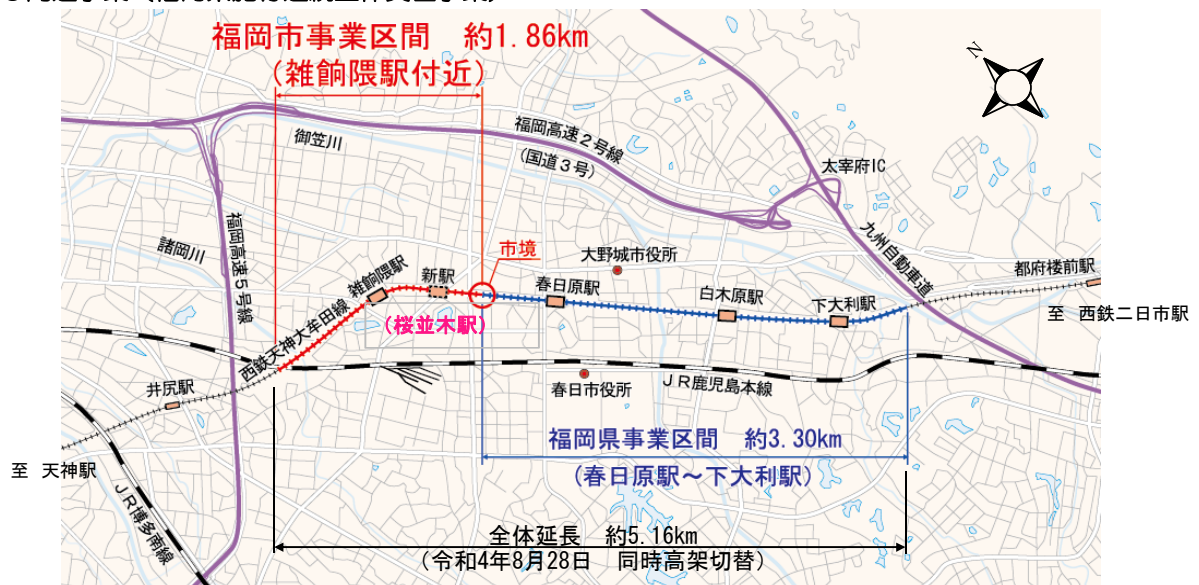 福岡市事業区間　約1.86km
(雑餉隈駅付近)
N
御笠川
福岡高速2号線
(国道3号)
太宰府IC
諸岡川
福岡高速5号線
九州自動車道
都府楼前駅
至 西鉄二日市駅
市境
大野城市役所
雑餉隈駅
新駅
(桜並木駅)
春日原駅
白木原駅
下大利駅
西鉄天神大牟田線
井尻駅
春日市役所
JR鹿児島本線
福岡県事業区間　約3.30km
(春日原駅～下大利駅)
至 天神駅
JR博多南線
全体延長　約5.16km
(令和4年8月28日　同時高架切替)